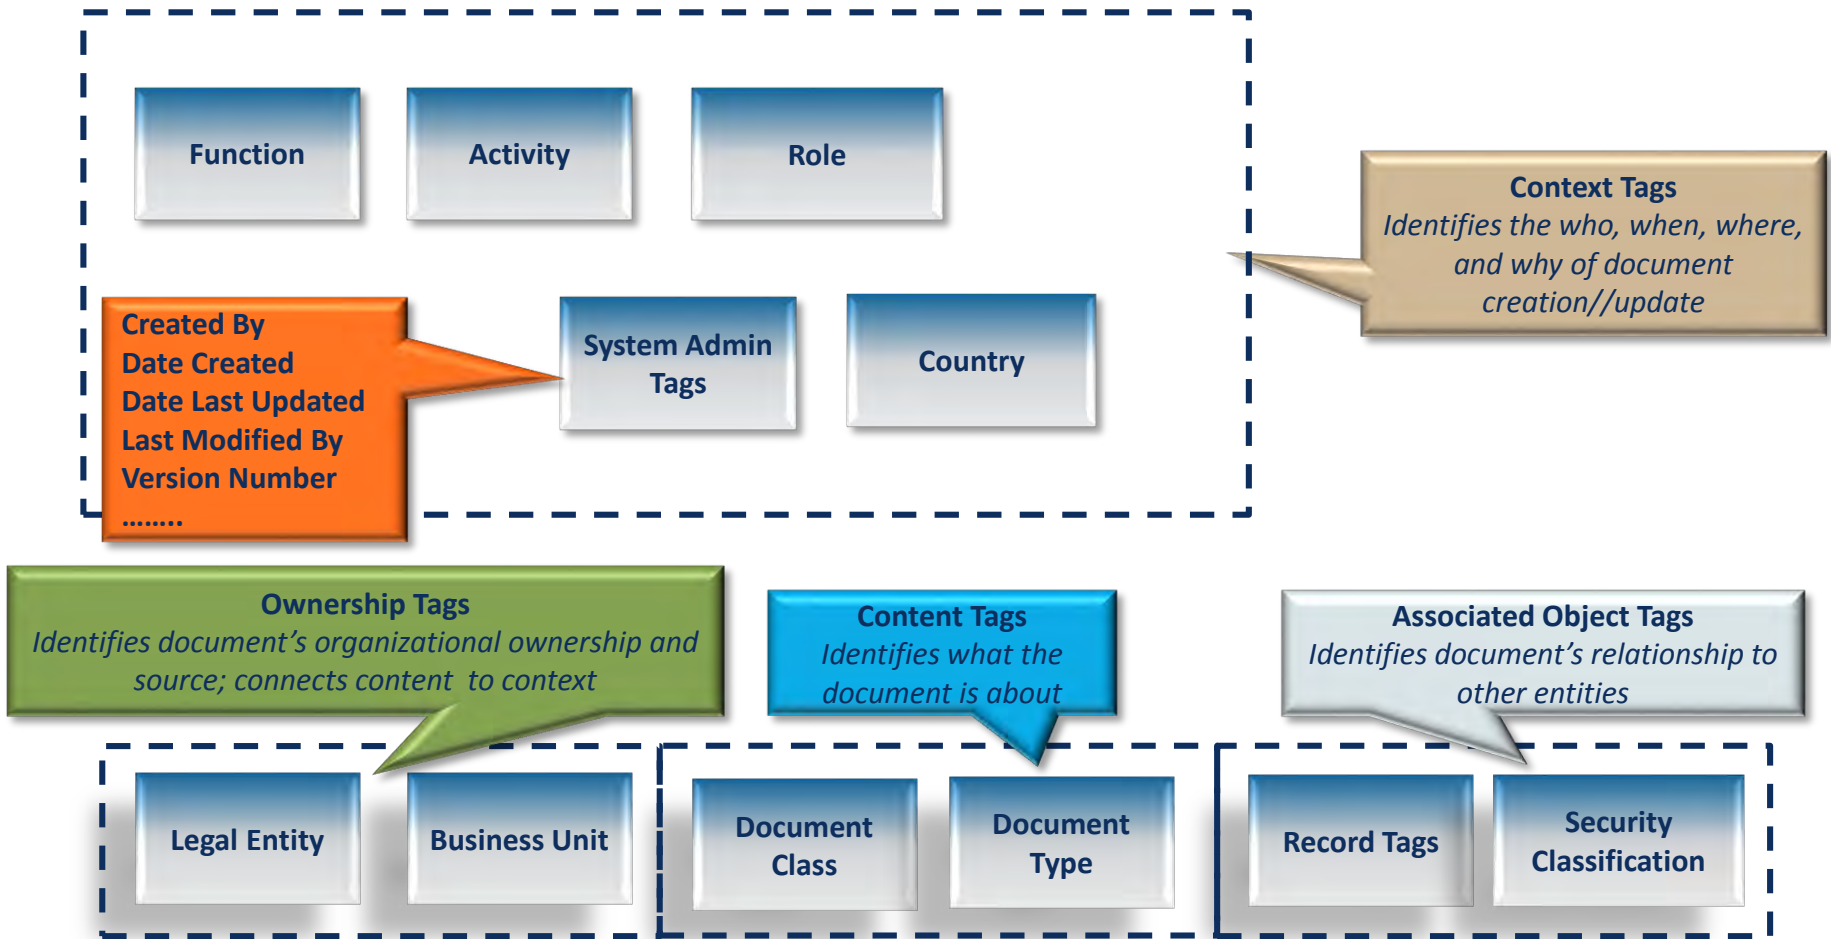 Function
Activity
Role
Context Tags
Identifies the who, when, where,
and why of document
creation//update
Created By
Date Created
Date Last Updated
Last Modified By
Version Number
........
System Admin
Tags
Country
Ownership Tags
Identifies document's organizational ownership and
source; connects content  to context
Content Tags
Identifies what the
document is about
Associated Object Tags
Identifies document's relationship to
other entities
Legal Entity
Business Unit
Document
Class
Document
Type
Record Tags
Security
Classification